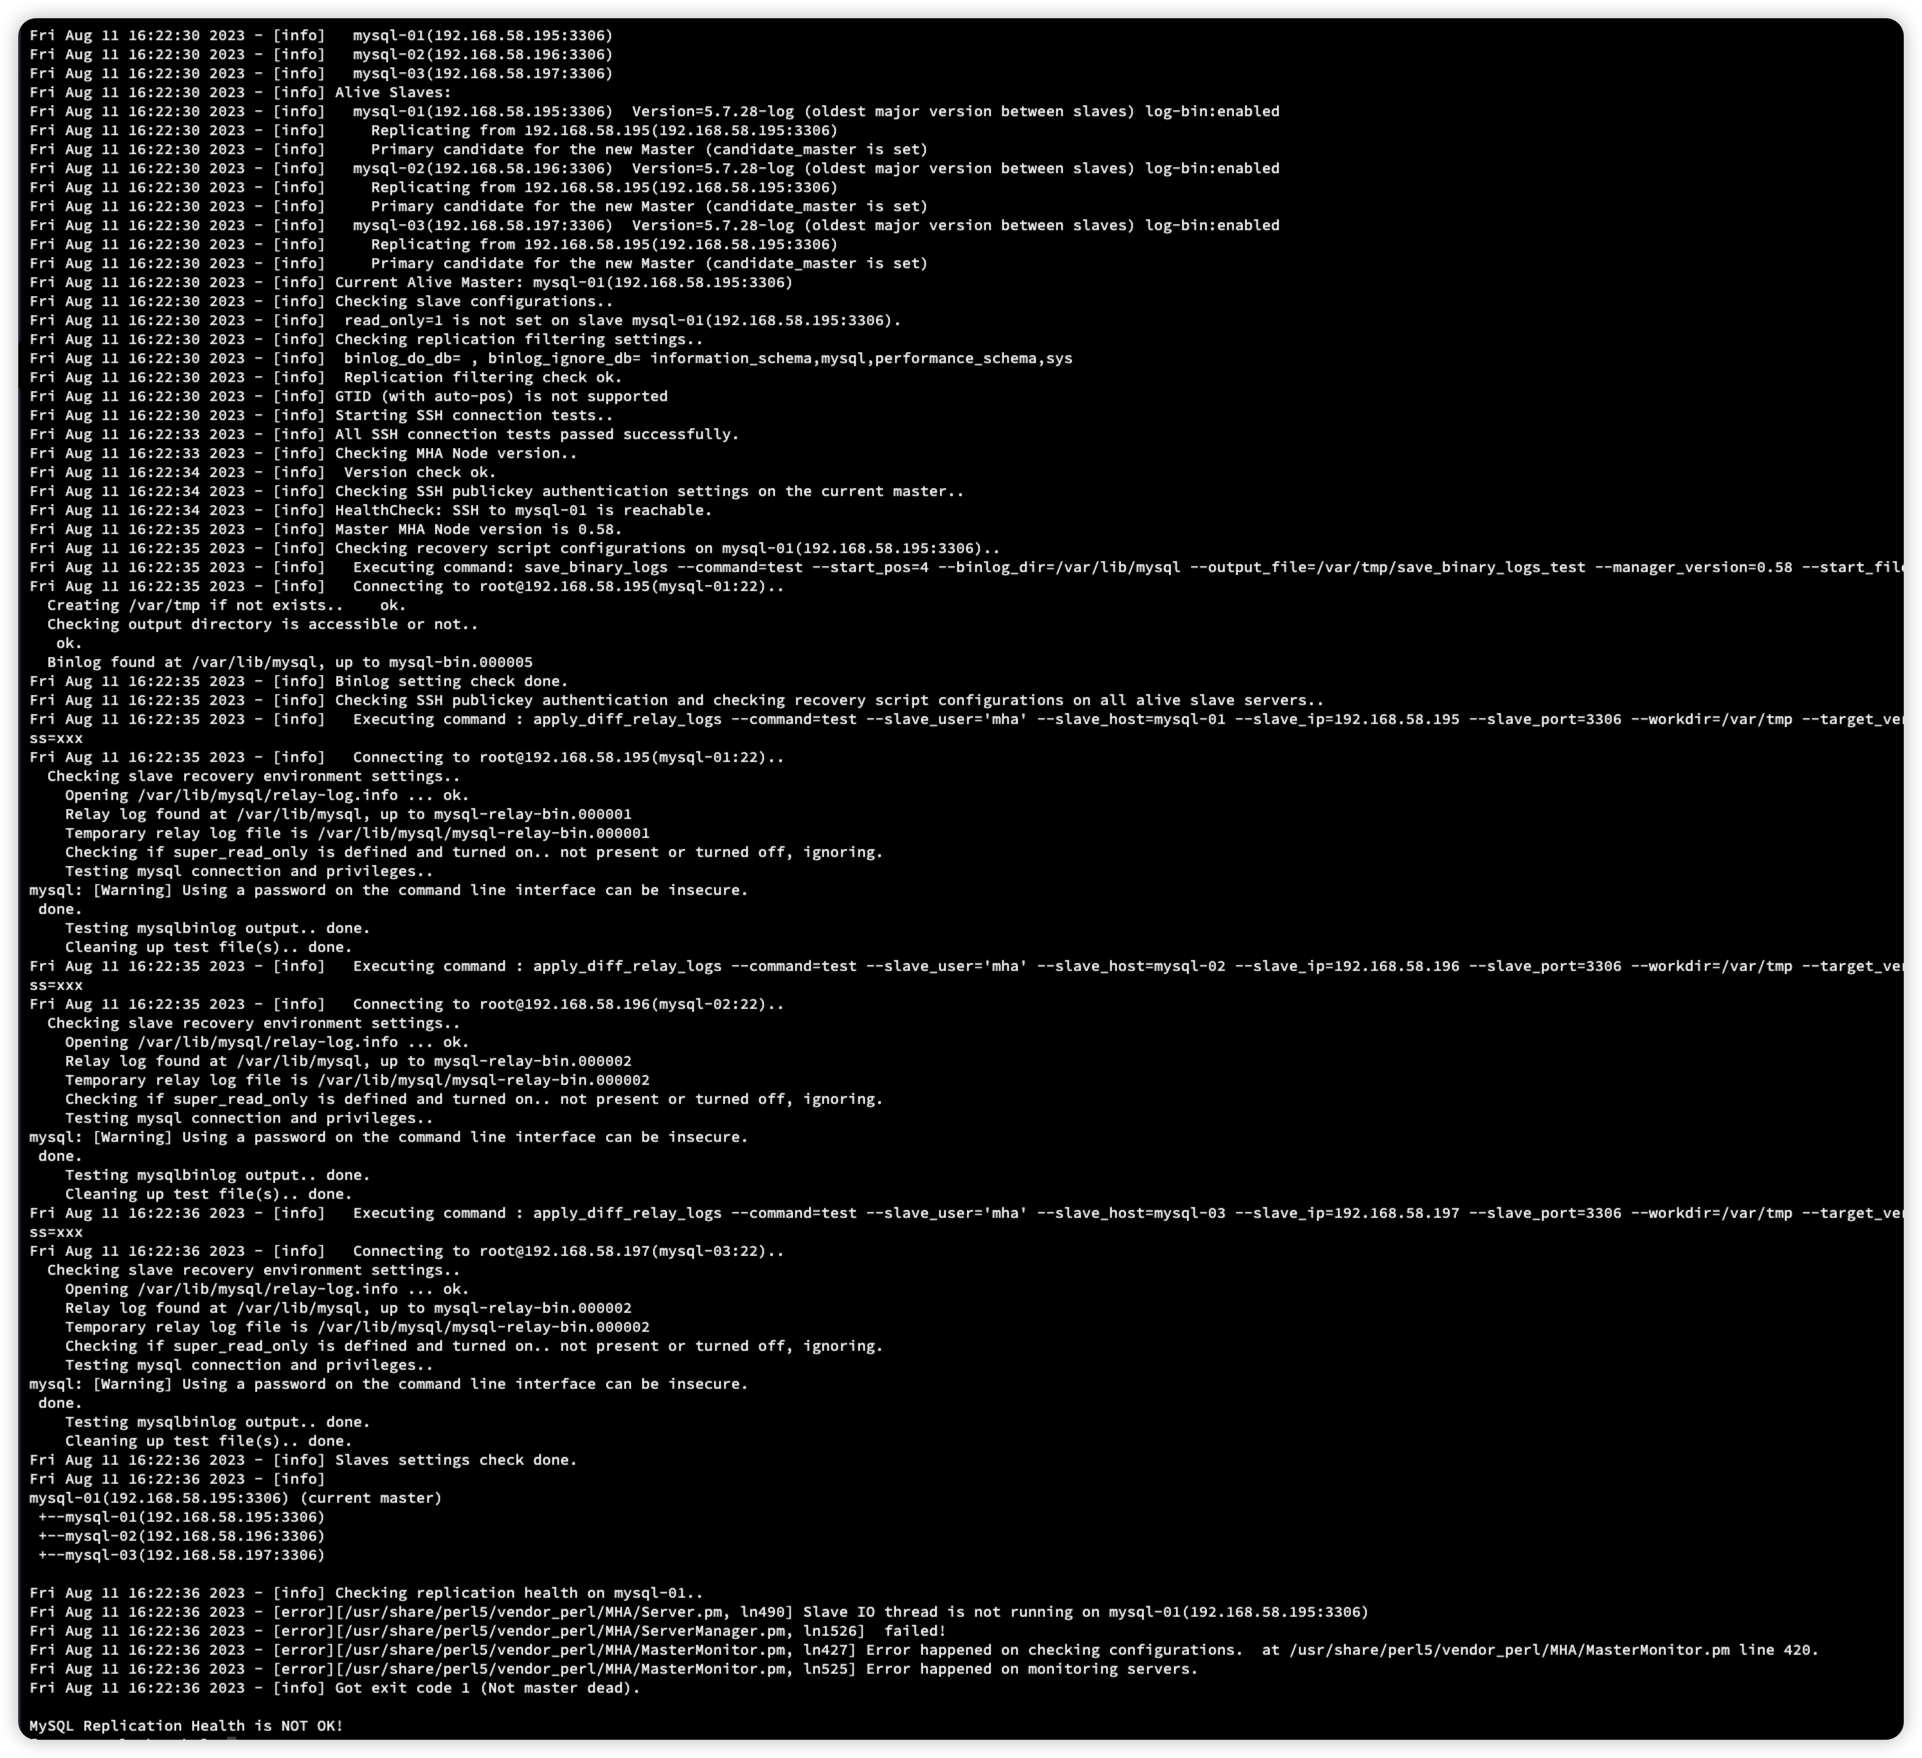 Fri Aug 11 16:22:30 2023 - [info]   mysql-01(192.168.58.195:3306)
Fri Aug 11 16:22:30 2023 - [info]   mysql-02(192.168.58.196:3306)
Fri Aug 11 16:22:30 2023 - [info]   mysql-03(192.168.58.197:3306)
Fri Aug 11 16:22:30 2023 - [info] Alive Slaves:
Fri Aug 11 16:22:30 2023 - [info]   mysql-01(192.168.58.195:3306)  Version=5.7.28-log (oldest major version between slaves) log-bin:enabled
Fri Aug 11 16:22:30 2023 - [info]     Replicating from 192.168.58.195(192.168.58.195:3306)
Fri Aug 11 16:22:30 2023 - [info]     Primary candidate for the new Master (candidate_master is set)
Fri Aug 11 16:22:30 2023 - [info]   mysql-02(192.168.58.196:3306)  Version=5.7.28-log (oldest major version between slaves) log-bin:enabled
Fri Aug 11 16:22:30 2023 - [info]     Replicating from 192.168.58.195(192.168.58.195:3306)
Fri Aug 11 16:22:30 2023 - [info]     Primary candidate for the new Master (candidate_master is set)
Fri Aug 11 16:22:30 2023 - [info]   mysql-03(192.168.58.197:3306)  Version=5.7.28-log (oldest major version between slaves) log-bin:enabled
Fri Aug 11 16:22:30 2023 - [info]     Replicating from 192.168.58.195(192.168.58.195:3306)
Fri Aug 11 16:22:30 2023 - [info]     Primary candidate for the new Master (candidate_master is set)
Fri Aug 11 16:22:30 2023 - [info] Current Alive Master: mysql-01(192.168.58.195:3306)
Fri Aug 11 16:22:30 2023 - [info] Checking slave configurations..
Fri Aug 11 16:22:30 2023 - [info]  read_only=1 is not set on slave mysql-01(192.168.58.195:3306).
Fri Aug 11 16:22:30 2023 - [info] Checking replication filtering settings..
Fri Aug 11 16:22:30 2023 - [info]  binlog_do_db= , binlog_ignore_db= information_schema,mysql,performance_schema,sys
Fri Aug 11 16:22:30 2023 - [info]  Replication filtering check ok.
Fri Aug 11 16:22:30 2023 - [info] GTID (with auto-pos) is not supported
Fri Aug 11 16:22:30 2023 - [info] Starting SSH connection tests..
Fri Aug 11 16:22:33 2023 - [info] All SSH connection tests passed successfully.
Fri Aug 11 16:22:33 2023 - [info] Checking MHA Node version..
Fri Aug 11 16:22:34 2023 - [info]  Version check ok.
Fri Aug 11 16:22:34 2023 - [info] Checking SSH publickey authentication settings on the current master..
Fri Aug 11 16:22:34 2023 - [info] HealthCheck: SSH to mysql-01 is reachable.
Fri Aug 11 16:22:35 2023 - [info] Master MHA Node version is 0.58.
Fri Aug 11 16:22:35 2023 - [info] Checking recovery script configurations on mysql-01(192.168.58.195:3306)..
Fri Aug 11 16:22:35 2023 - [info]   Executing command: save_binary_logs --command=test --start_pos=4 --binlog_dir=/var/lib/mysql --output_file=/var/tmp/save_binary_logs_test --manager_version=0.58 --start_file
Fri Aug 11 16:22:35 2023 - [info]   Connecting to root@192.168.58.195(mysql-01:22)..
  Creating /var/tmp if not exists..    ok.
  Checking output directory is accessible or not..
   ok.
  Binlog found at /var/lib/mysql, up to mysql-bin.000005
Fri Aug 11 16:22:35 2023 - [info] Binlog setting check done.
Fri Aug 11 16:22:35 2023 - [info] Checking SSH publickey authentication and checking recovery script configurations on all alive slave servers..
Fri Aug 11 16:22:35 2023 - [info]   Executing command : apply_diff_relay_logs --command=test --slave_user='mha' --slave_host=mysql-01 --slave_ip=192.168.58.195 --slave_port=3306 --workdir=/var/tmp --target_ver
ss=xxx
Fri Aug 11 16:22:35 2023 - [info]   Connecting to root@192.168.58.195(mysql-01:22)..
  Checking slave recovery environment settings..
    Opening /var/lib/mysql/relay-log.info ... ok.
    Relay log found at /var/lib/mysql, up to mysql-relay-bin.000001
    Temporary relay log file is /var/lib/mysql/mysql-relay-bin.000001
    Checking if super_read_only is defined and turned on.. not present or turned off, ignoring.
    Testing mysql connection and privileges..
mysql: [Warning] Using a password on the command line interface can be insecure.
 done.
    Testing mysqlbinlog output.. done.
    Cleaning up test file(s).. done.
Fri Aug 11 16:22:35 2023 - [info]   Executing command : apply_diff_relay_logs --command=test --slave_user='mha' --slave_host=mysql-02 --slave_ip=192.168.58.196 --slave_port=3306 --workdir=/var/tmp --target_ver
ss=xxx
Fri Aug 11 16:22:35 2023 - [info]   Connecting to root@192.168.58.196(mysql-02:22)..
  Checking slave recovery environment settings..
    Opening /var/lib/mysql/relay-log.info ... ok.
    Relay log found at /var/lib/mysql, up to mysql-relay-bin.000002
    Temporary relay log file is /var/lib/mysql/mysql-relay-bin.000002
    Checking if super_read_only is defined and turned on.. not present or turned off, ignoring.
    Testing mysql connection and privileges..
mysql: [Warning] Using a password on the command line interface can be insecure.
 done.
    Testing mysqlbinlog output.. done.
    Cleaning up test file(s).. done.
Fri Aug 11 16:22:36 2023 - [info]   Executing command : apply_diff_relay_logs --command=test --slave_user='mha' --slave_host=mysql-03 --slave_ip=192.168.58.197 --slave_port=3306 --workdir=/var/tmp --target_ver
ss=xxx
Fri Aug 11 16:22:36 2023 - [info]   Connecting to root@192.168.58.197(mysql-03:22)..
  Checking slave recovery environment settings..
    Opening /var/lib/mysql/relay-log.info ... ok.
    Relay log found at /var/lib/mysql, up to mysql-relay-bin.000002
    Temporary relay log file is /var/lib/mysql/mysql-relay-bin.000002
    Checking if super_read_only is defined and turned on.. not present or turned off, ignoring.
    Testing mysql connection and privileges..
mysql: [Warning] Using a password on the command line interface can be insecure.
 done.
    Testing mysqlbinlog output.. done.
    Cleaning up test file(s).. done.
Fri Aug 11 16:22:36 2023 - [info] Slaves settings check done.
Fri Aug 11 16:22:36 2023 - [info]
mysql-01(192.168.58.195:3306) (current master)
 +--mysql-01(192.168.58.195:3306)
 +--mysql-02(192.168.58.196:3306)
 +--mysql-03(192.168.58.197:3306)

Fri Aug 11 16:22:36 2023 - [info] Checking replication health on mysql-01..
Fri Aug 11 16:22:36 2023 - [error][/usr/share/perl5/vendor_perl/MHA/Server.pm, ln490] Slave IO thread is not running on mysql-01(192.168.58.195:3306)
Fri Aug 11 16:22:36 2023 - [error][/usr/share/perl5/vendor_perl/MHA/ServerManager.pm, ln1526]  failed!
Fri Aug 11 16:22:36 2023 - [error][/usr/share/perl5/vendor_perl/MHA/MasterMonitor.pm, ln427] Error happened on checking configurations.  at /usr/share/perl5/vendor_perl/MHA/MasterMonitor.pm line 420.
Fri Aug 11 16:22:36 2023 - [error][/usr/share/perl5/vendor_perl/MHA/MasterMonitor.pm, ln525] Error happened on monitoring servers.
Fri Aug 11 16:22:36 2023 - [info] Got exit code 1 (Not master dead).

MySQL Replication Health is NOT OK!